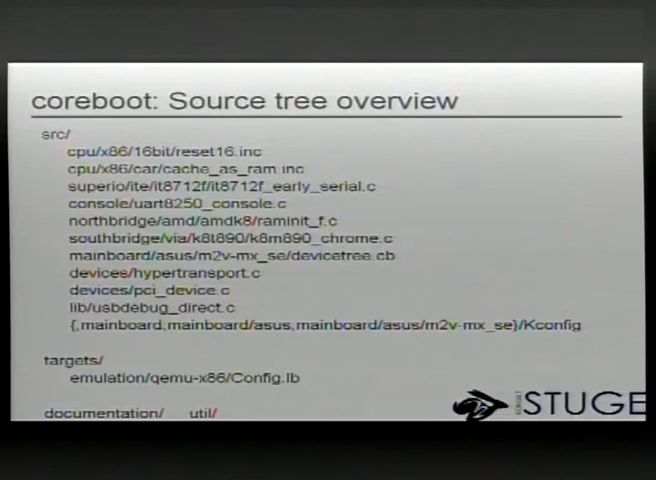 coreboot: Source tree overview
src/
cpu/x86/16bit/reset16.inc
cpu/x86/car/cache_as_ram.inc
superio/ite/it8712f/it8712f_early_serial.c
console/uart8250_console.c
northbridge/amd/amdk8/raminit_f.c
southbridge/via/k8t890/k8m890_chrome.c
mainboard/asus/m2v-mx_se/devicetree.cb
devices/hypertransport.c
devices/pci_device.c
lib/usbdebug_direct.c
{,mainboard,mainboard/asus,mainboard/asus/m2v-mx_se}/Kconfig
targets/
emulation/qemu-x86/Config.lb
documentation/ util/
STUGE